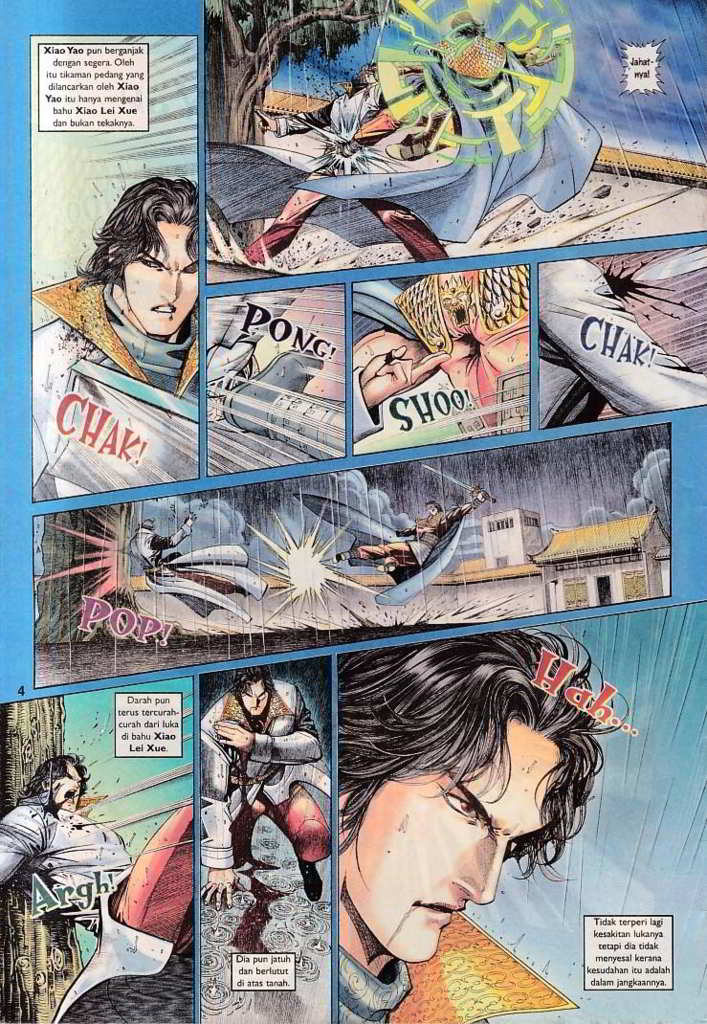 Xiao Yao pun berganjak
dengan segera. Oleh
itu tikaman pedang yang
dilancarkan oleh Xiao
Yao itu hanya mengenai
bahu Xiao Lei Xue
dan bukan tekaknya.
Jahat-
nya!
CHAK!
PONG!
SHOO!
CHAK!
POP!
4
Darah pun
terus tercurah-
curah dari luka
di bahu Xiao
Lei Xue.
Argh!
Dia pun jatuh
dan berlutut
di atas tanah.
Hah...
Tidak terperi lagi
kesakitan lukanya
tetapi dia tidak
menyesal kerana
kesudahan itu adalah
dalam jangkaannya.